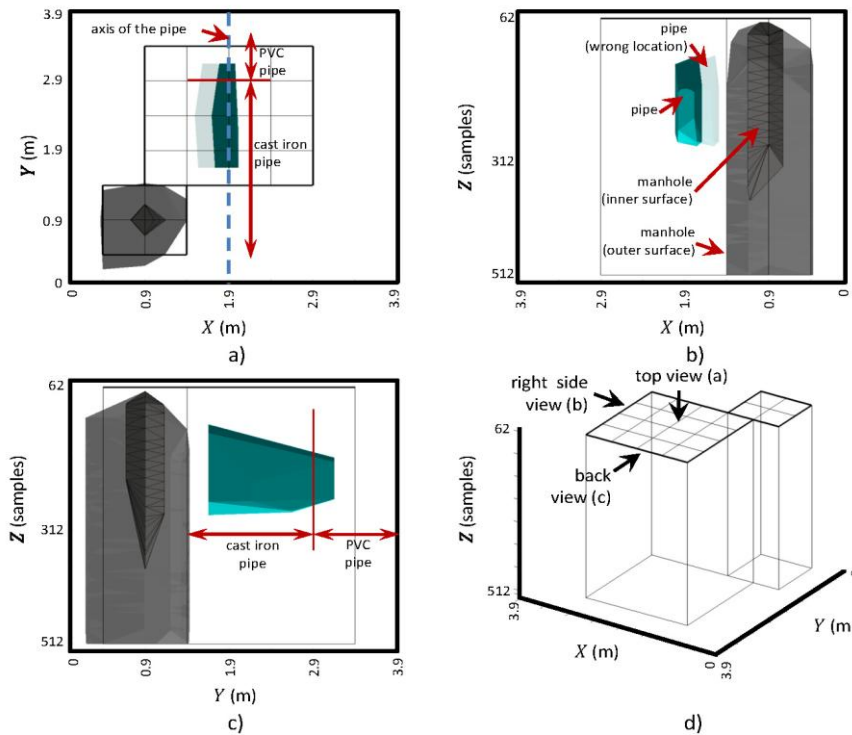 3.9
axis of the pipe
PVC
pipe
2.9
Y (m)
1.9
cast iron
pipe
0.9
0
0
0.9
1.9
2.9
3.9
X (m)
a)
62
pipe
(wrong location)
pipe
Z (samples)
312
manhole
(inner surface)
manhole
(outer surface)
512
3.9
2.9
1.9
0.9
0
X (m)
b)
62
Z (samples)
312
cast iron
pipe
PVC
pipe
512
0
0.9
1.9
2.9
3.9
Y (m)
c)
right side
view (b)
top view (a)
62
back
view (c)
Z (samples)
512
3.9
X (m)
0
3.9
Y (m
d)